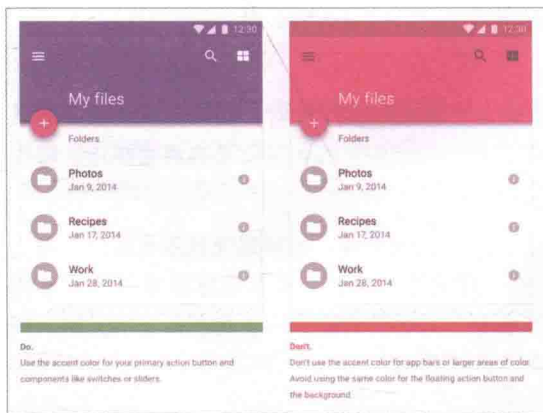 12:30
My files
Folders
Photos
Jan 9, 2014
Recipes
Jan 17, 2014
Work
Jan 28, 2014
Do.
Use the accent color for your primary action button and
components like switches or sliders.
12:30
My files
Folders
Photos
Jan 9, 2014
Recipes
Jan 17, 2014
Work
Jan 28, 2014
Don't.
Don't use the accent color for app bars or larger areas of color.
Avoid using the same color for the floating action button and
the background.